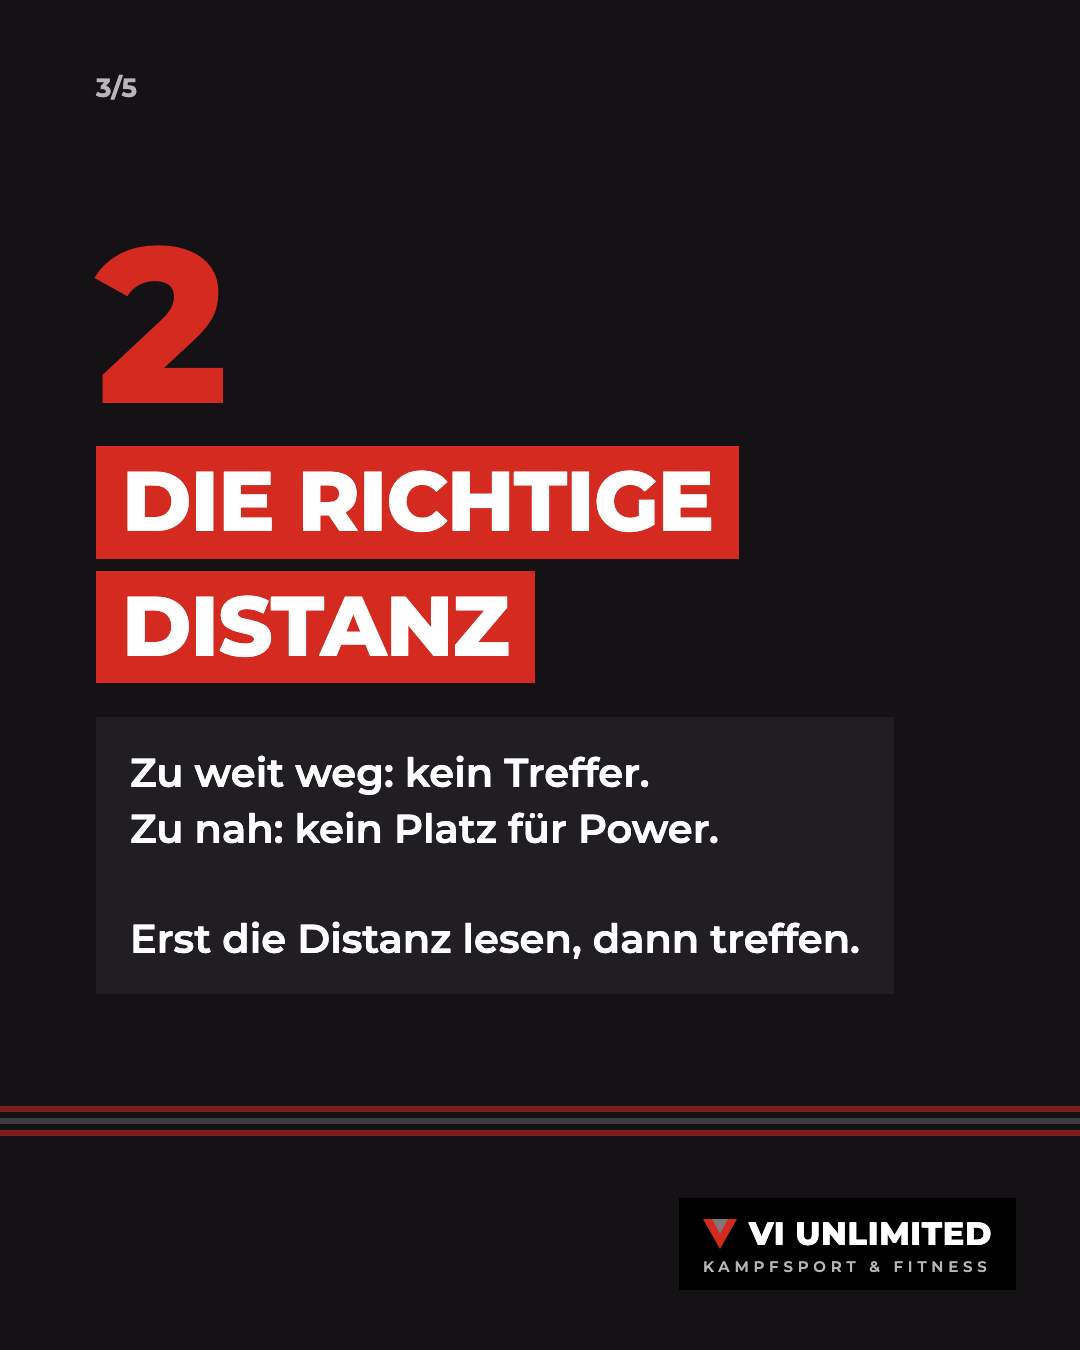 3/5
2
DIE RICHTIGE
DISTANZ
Zu weit weg: kein Treffer.
Zu nah: kein Platz für Power.
Erst die Distanz lesen, dann treffen.
VI UNLIMITED
KAMPFSPORT & FITNESS